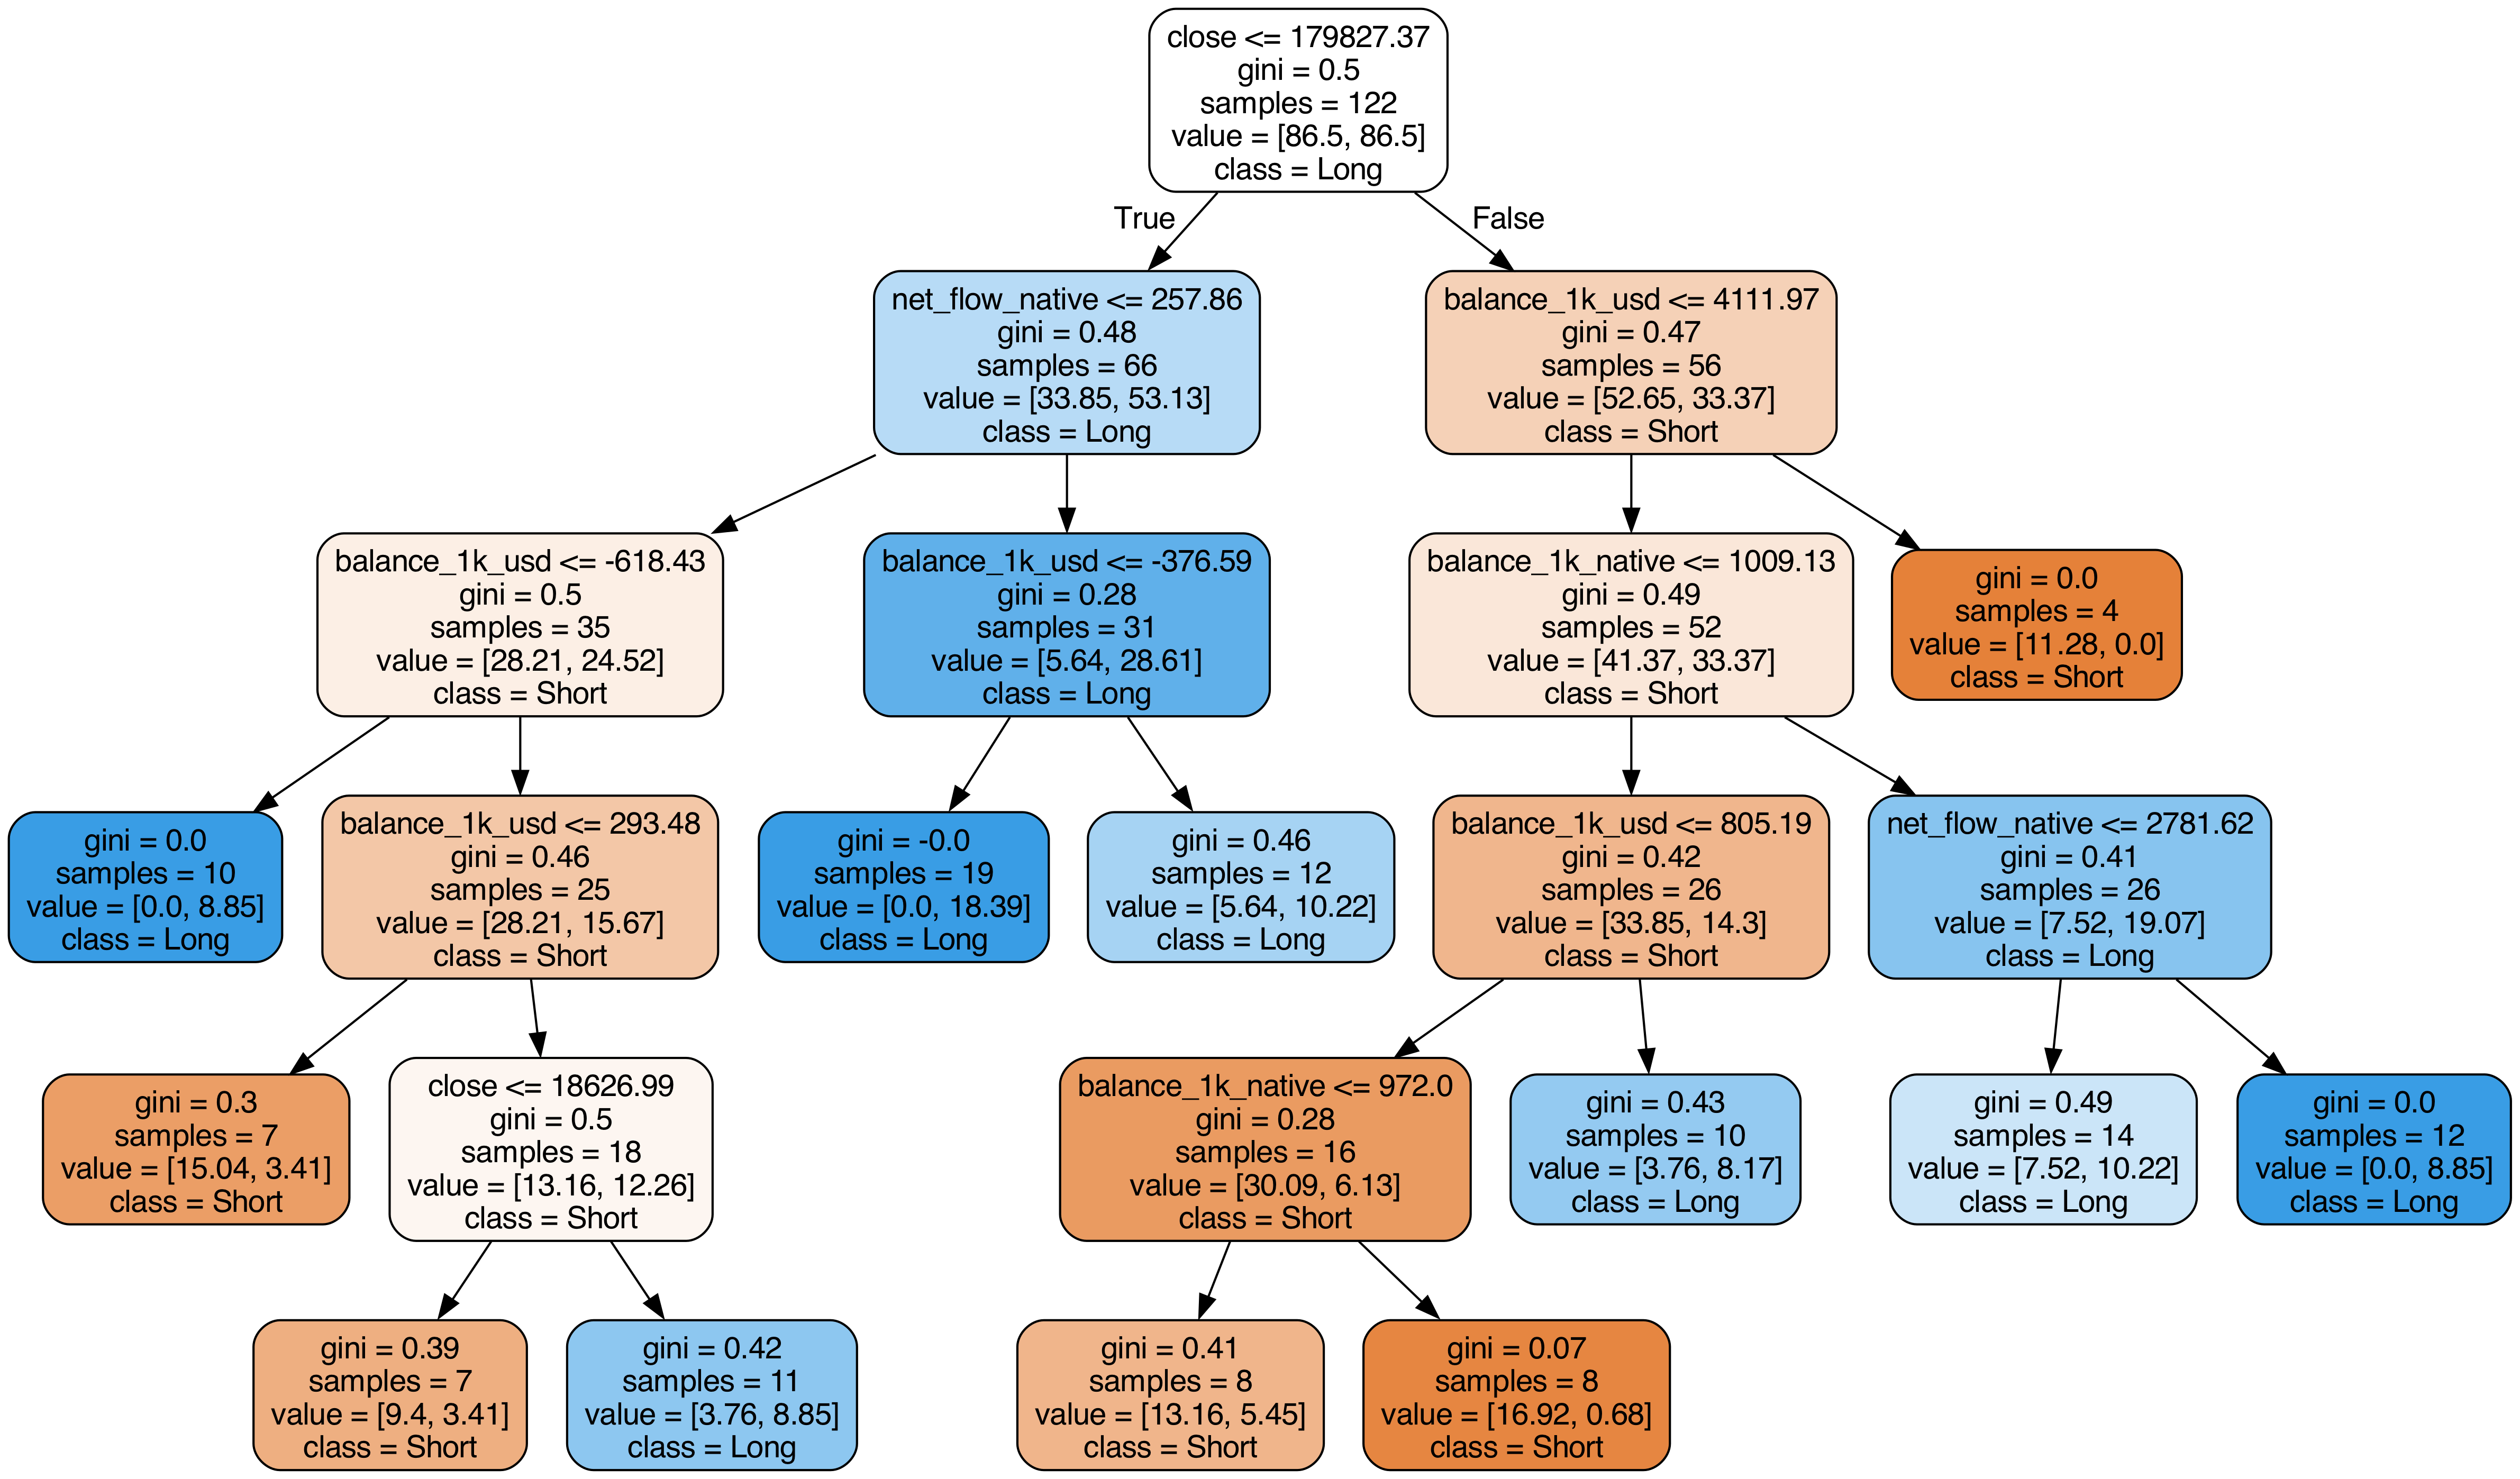 close <= 179827.37
gini = 0.5
samples = 122
value = [86.5, 86.5]
class = Long
True
False
net_flow_native <= 257.86
gini = 0.48
samples = 66
value = [33.85, 53.13]
class = Long
balance_1k_usd <= 4111.97
gini = 0.47
samples = 56
value = [52.65, 33.37]
class = Short
balance_1k_usd <= -618.43
gini = 0.5
samples = 35
value = [28.21, 24.52]
class = Short
balance_1k_usd <= -376.59
gini = 0.28
samples = 31
value = [5.64, 28.61]
class = Long
balance_1k_native <= 1009.13
gini = 0.49
samples = 52
value = [41.37, 33.37]
class = Short
gini = 0.0
samples = 4
value = [11.28, 0.0]
class = Short
gini = 0.0
samples = 10
value = [0.0, 8.85]
class = Long
balance_1k_usd <= 293.48
gini = 0.46
samples = 25
value = [28.21, 15.67]
class = Short
gini = -0.0
samples = 19
value = [0.0, 18.39]
class = Long
gini = 0.46
samples = 12
value = [5.64, 10.22]
class = Long
balance_1k_usd <= 805.19
gini = 0.42
samples = 26
value = [33.85, 14.3]
class = Short
net_flow_native <= 2781.62
gini = 0.41
samples = 26
value = [7.52, 19.07]
class = Long
gini = 0.3
samples = 7
value = [15.04, 3.41]
class = Short
close <= 18626.99
gini = 0.5
samples = 18
value = [13.16, 12.26]
class = Short
balance_1k_native <= 972.0
gini = 0.28
samples = 16
value = [30.09, 6.13]
class = Short
gini = 0.43
samples = 10
value = [3.76, 8.17]
class = Long
gini = 0.49
samples = 14
value = [7.52, 10.22]
class = Long
gini = 0.0
samples = 12
value = [0.0, 8.85]
class = Long
gini = 0.39
samples = 7
value = [9.4, 3.41]
class = Short
gini = 0.42
samples = 11
value = [3.76, 8.85]
class = Long
gini = 0.41
samples = 8
value = [13.16, 5.45]
class = Short
gini = 0.07
samples = 8
value = [16.92, 0.68]
class = Short